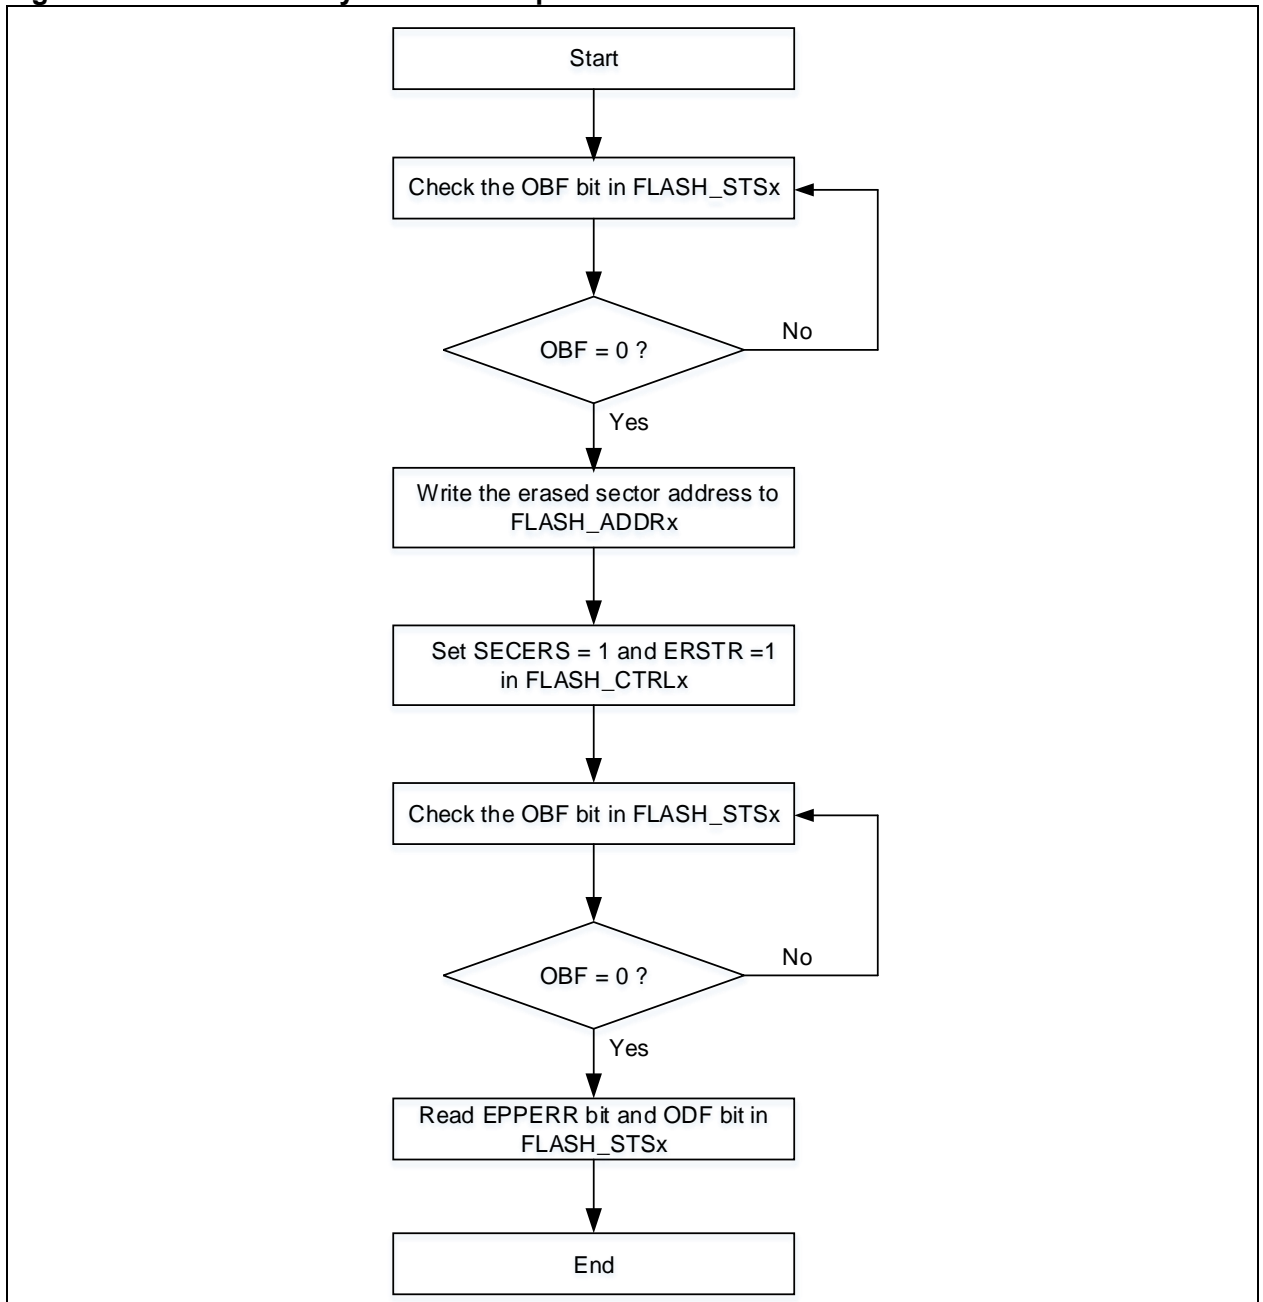 Start
Check the OBF bit in FLASH_STSx
OBF = 0 ?
No
Yes
Write the erased sector address to
FLASH_ADDRx
Set SECERS = 1 and ERSTR =1
in FLASH_CTRLx
Check the OBF bit in FLASH_STSx
OBF = 0 ?
No
Yes
Read EPPERR bit and ODF bit in
FLASH_STSx
End